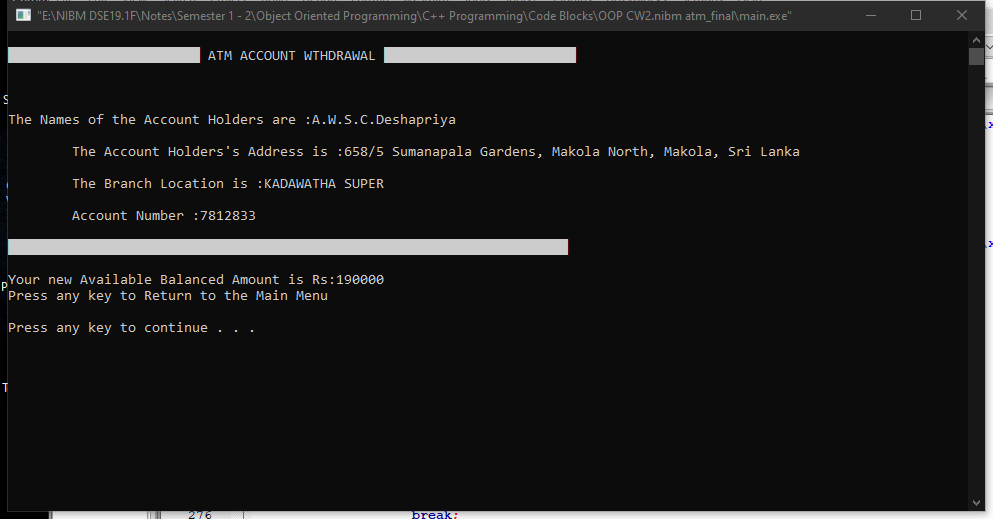 "E:\NIBM DSE19.1F\Notes\Semester 1 - 2\Object Oriented Programming\C++ Programming\Code Blocks\OOP CW2.nibm atm_final\main.exe"
ATM ACCOUNT WTHDRAWAL
The Names of the Account Holders are :A.W.S.C.Deshapriya
The Account Holders's Address is :658/5 Sumanapala Gardens, Makola North, Makola, Sri Lanka
The Branch Location is :KADAWATHA SUPER
Account Number :7812833
Your new Available Balanced Amount is Rs:190000
Press any key to Return to the Main Menu
Press any key to continue . . .
276 break;